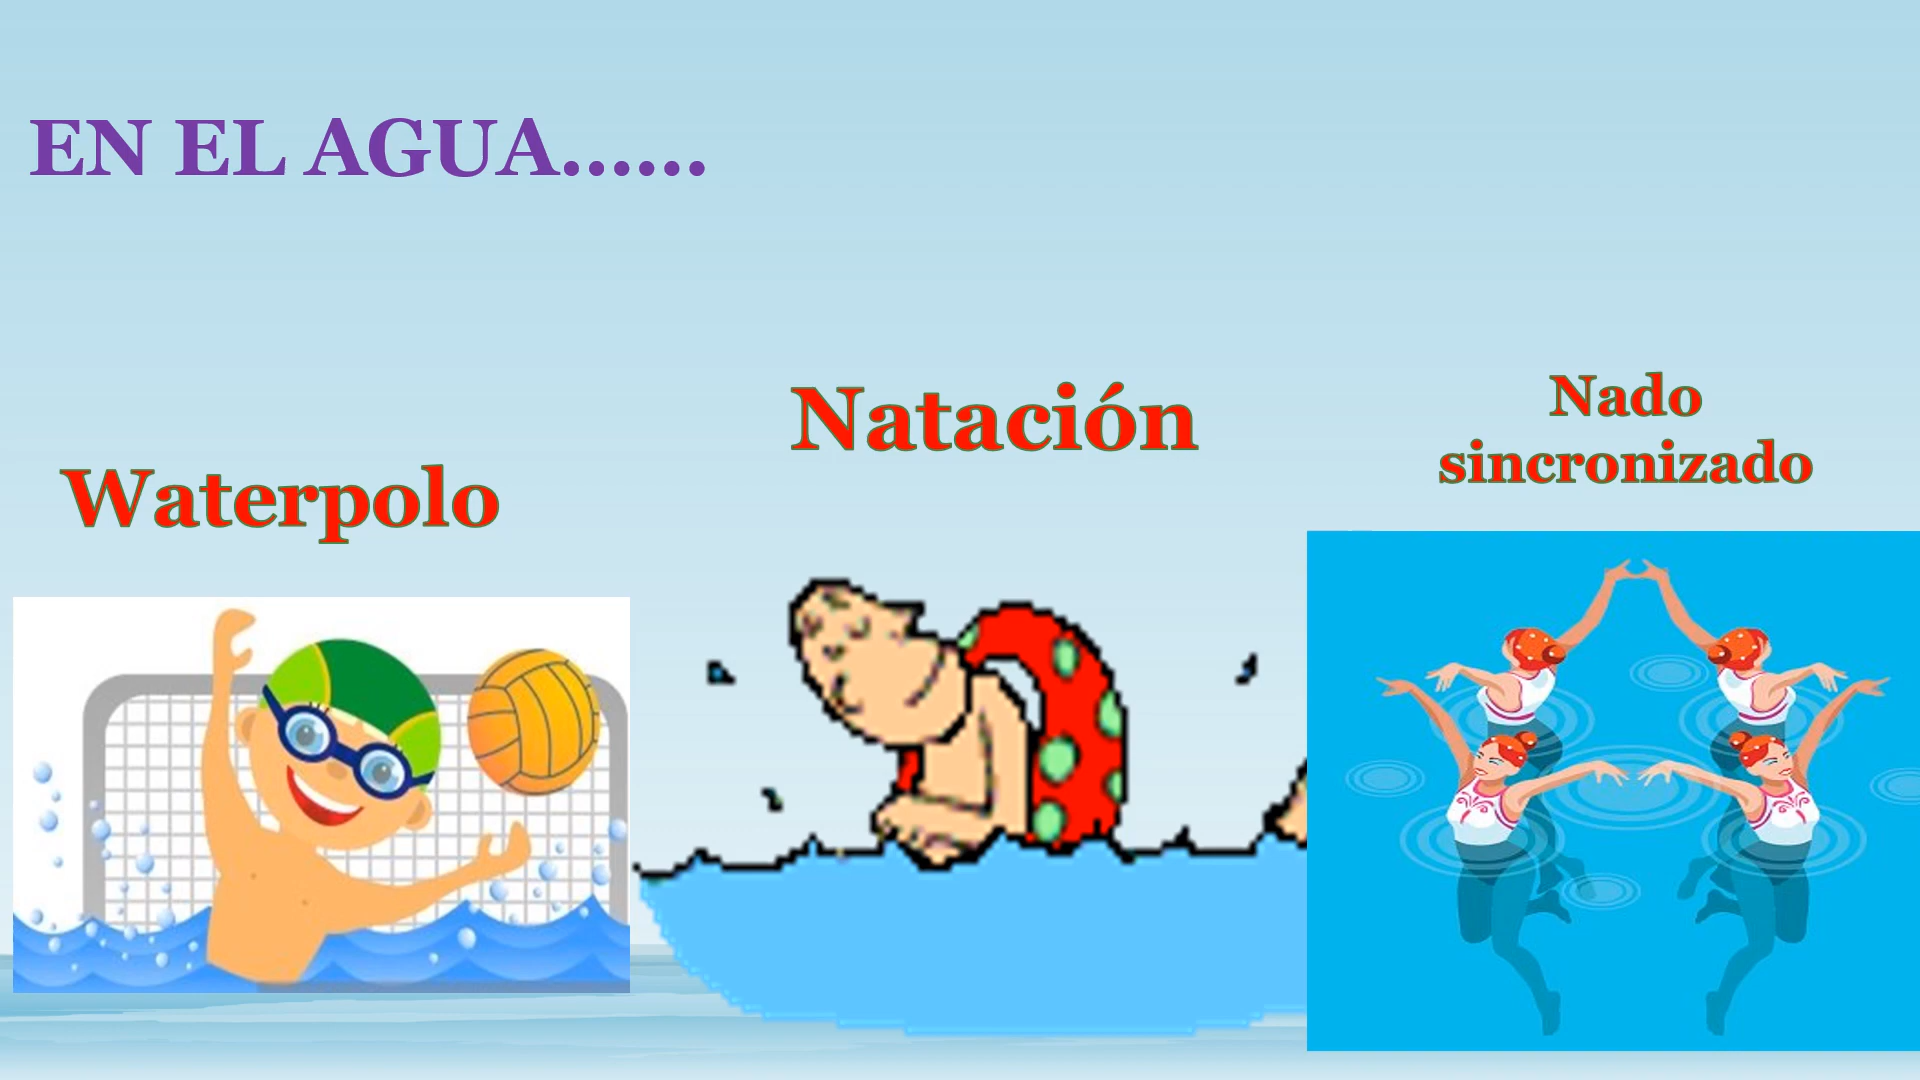 EN EL AGUA......
Waterpolo
Natación
Nado
sincronizado